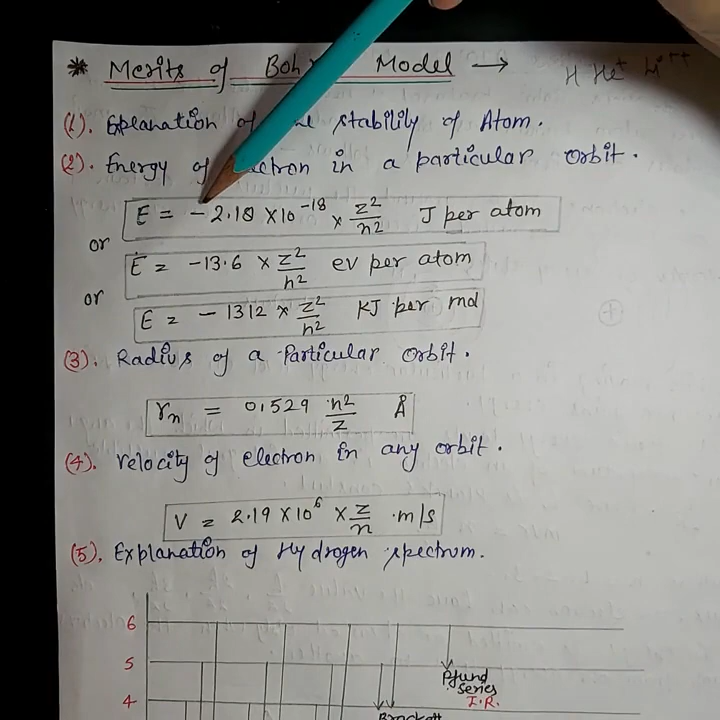 * Merits of Model → H He⁺ Li⁺⁺
(1). Explanation of stability of Atom.
(2). Energy of electron in a particular orbit.
E = -2.18 × 10⁻¹⁸ × z²/n² J per atom
or
E = -13.6 × z²/n² ev per atom
or
E = -1312 × z²/n² KJ per mol
(3). Radius of a Particular orbit.
rₙ = 0.529 n²/z Å
(4). velocity of electron in any orbit.
V = 2.19 × 10⁶ × z/n m/s
(5). Explanation of Hydrogen spectrum.
6
5
Pfund
series
I.R.
4
Brackett